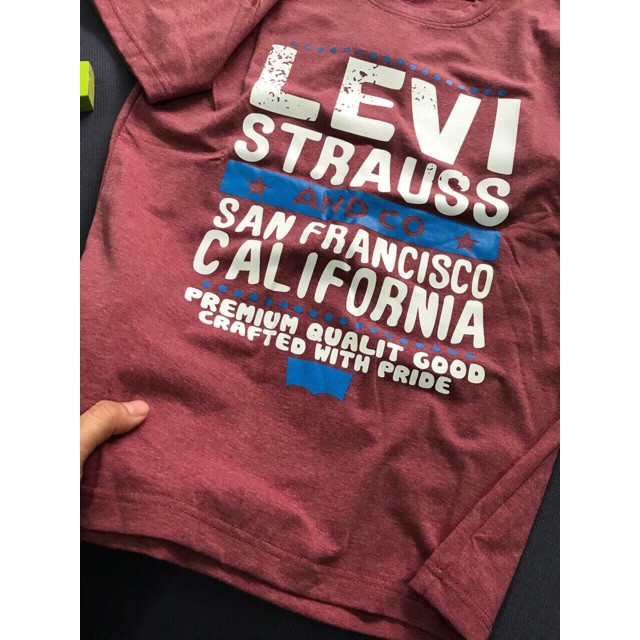 LEVI
STRAUSS
AND CO
SAN FRANCISCO
CALIFORNIA
PREMIUM QUALIT GOOD
CRAFTED WITH PRIDE